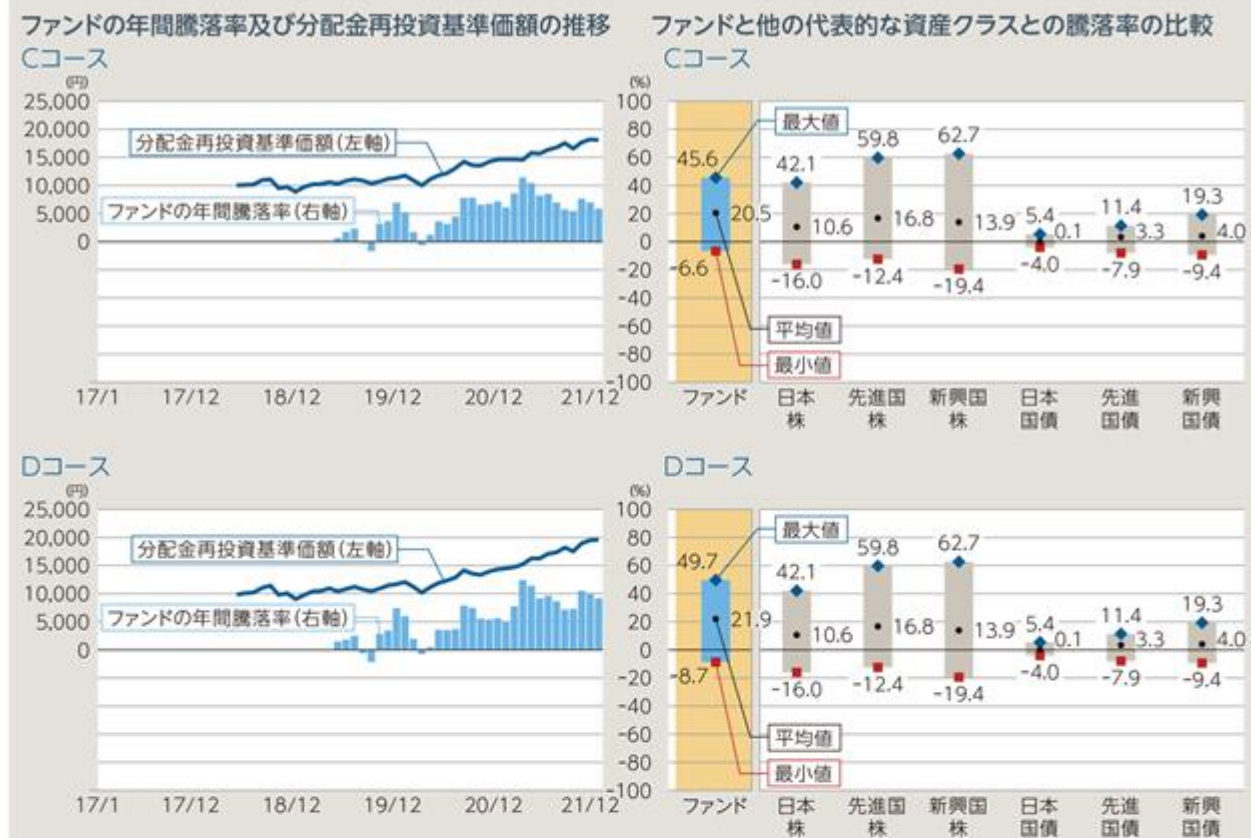 ファンドの年間騰落率及び分配金再投資基準価額の推移
Cコース
(円)
25,000
20,000
15,000
10,000
5,000
0
分配金再投資基準価額(左軸)
ファンドの年間騰落率(右軸)
17/1 17/12 18/12 19/12 20/12 21/12
ファンドと他の代表的な資産クラスとの騰落率の比較
Cコース
(%)
100
80
60
40
20
0
-20
-40
-60
-80
-100
最大値
平均値
最小値
45.6 42.1 59.8 62.7 5.4 11.4 19.3
20.5 10.6 16.8 13.9 0.1 3.3 4.0
-6.6 -16.0 -12.4 -19.4 -4.0 -7.9 -9.4
ファンド 日本 先進国 新興国 日本 先進 新興
株 株 株 国債 国債 国債
Dコース
(円)
25,000
20,000
15,000
10,000
5,000
0
分配金再投資基準価額(左軸)
ファンドの年間騰落率(右軸)
17/1 17/12 18/12 19/12 20/12 21/12
Dコース
(%)
100
80
60
40
20
0
-20
-40
-60
-80
-100
最大値
平均値
最小値
49.7 42.1 59.8 62.7 5.4 11.4 19.3
21.9 10.6 16.8 13.9 0.1 3.3 4.0
-8.7 -16.0 -12.4 -19.4 -4.0 -7.9 -9.4
ファンド 日本 先進国 新興国 日本 先進 新興
株 株 株 国債 国債 国債